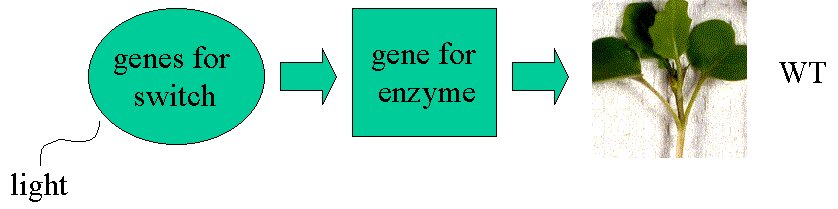 genes for
switch
gene for
enzyme
WT
light